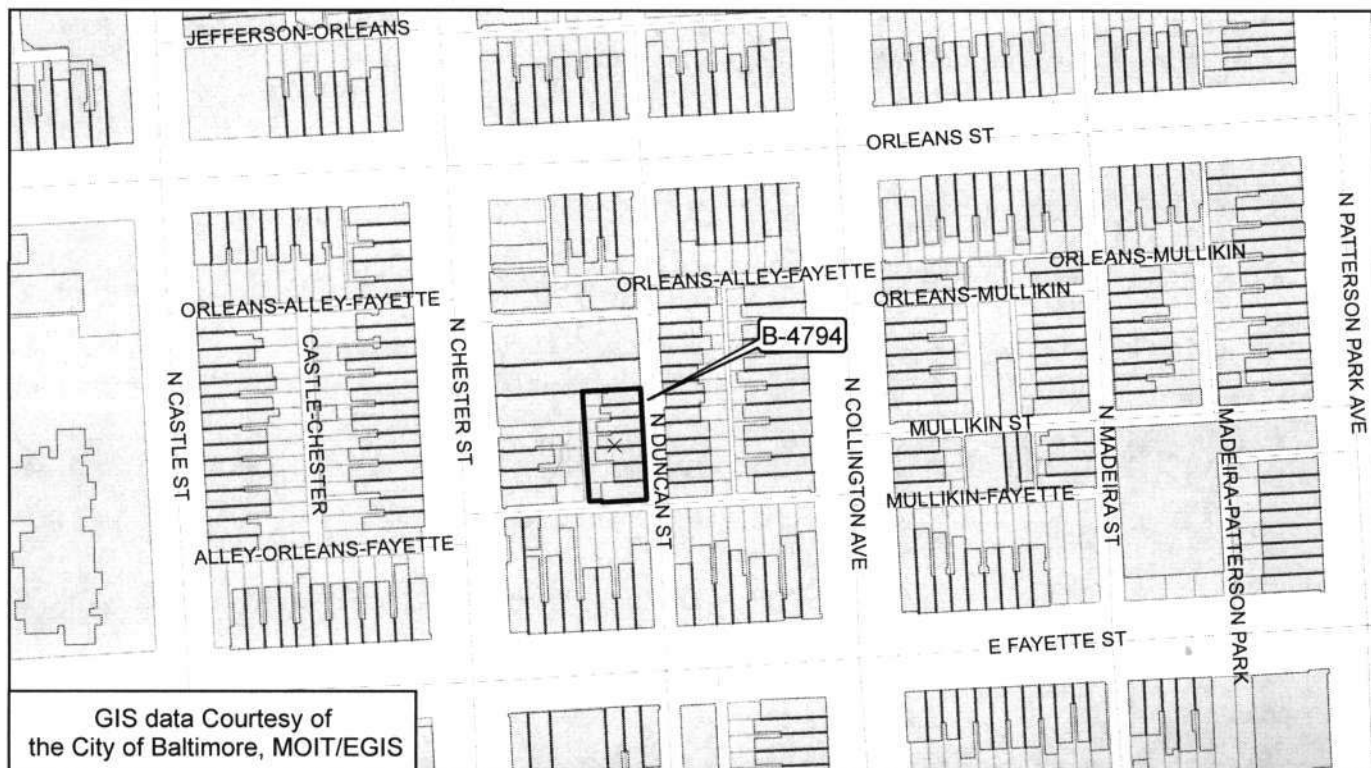 JEFFERSON-ORLEANS
ORLEANS ST
N PATTERSON PARK AVE
ORLEANS-MULLIKIN
ORLEANS-ALLEY-FAYETTE
ORLEANS-ALLEY-FAYETTE
ORLEANS-MULLIKIN
N CHESTER ST
CASTLE-CHESTER
B-4794
N CASTLE ST
N DUNCAN ST
N COLLINGTON AVE
MULLIKIN ST
N MADEIRA ST
MADEIRA-PATTERSON PARK
MULLIKIN-FAYETTE
ALLEY-ORLEANS-FAYETTE
E FAYETTE ST
GIS data Courtesy of
the City of Baltimore, MOIT/EGIS